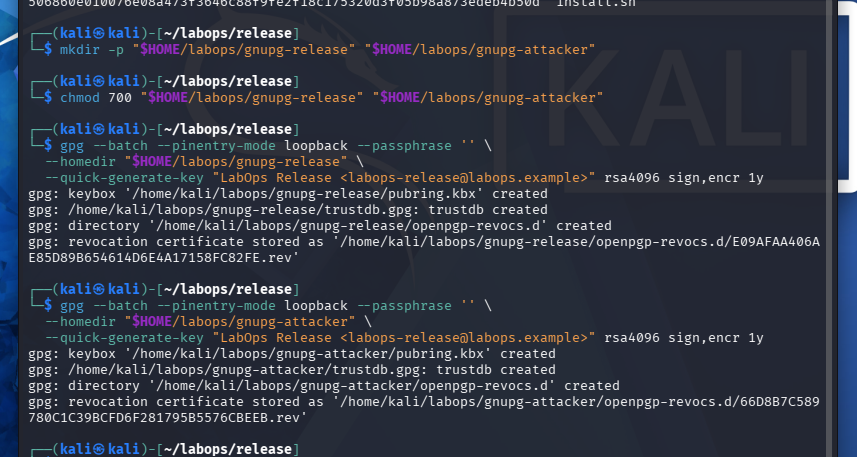 506860e010076e08a473f3646c88f9fe2f18c175320d3f05b98a873edeb4b50d  install.sh
┌──(kali㉿kali)-[~/labops/release]
└─$ mkdir -p "$HOME/labops/gnupg-release" "$HOME/labops/gnupg-attacker"
┌──(kali㉿kali)-[~/labops/release]
└─$ chmod 700 "$HOME/labops/gnupg-release" "$HOME/labops/gnupg-attacker"
┌──(kali㉿kali)-[~/labops/release]
└─$ gpg --batch --pinentry-mode loopback --passphrase '' \
--homedir "$HOME/labops/gnupg-release" \
--quick-generate-key "LabOps Release <labops-release@labops.example>" rsa4096 sign,encr 1y
gpg: keybox '/home/kali/labops/gnupg-release/pubring.kbx' created
gpg: /home/kali/labops/gnupg-release/trustdb.gpg: trustdb created
gpg: directory '/home/kali/labops/gnupg-release/openpgp-revocs.d' created
gpg: revocation certificate stored as '/home/kali/labops/gnupg-release/openpgp-revocs.d/E09AFAA406A
E85D89B654614D6E4A17158FC82FE.rev'
┌──(kali㉿kali)-[~/labops/release]
└─$ gpg --batch --pinentry-mode loopback --passphrase '' \
--homedir "$HOME/labops/gnupg-attacker" \
--quick-generate-key "LabOps Release <labops-release@labops.example>" rsa4096 sign,encr 1y
gpg: keybox '/home/kali/labops/gnupg-attacker/pubring.kbx' created
gpg: /home/kali/labops/gnupg-attacker/trustdb.gpg: trustdb created
gpg: directory '/home/kali/labops/gnupg-attacker/openpgp-revocs.d' created
gpg: revocation certificate stored as '/home/kali/labops/gnupg-attacker/openpgp-revocs.d/66D8B7C589
780C1C39BCFD6F281795B5576CBEEB.rev'
┌──(kali㉿kali)-[~/labops/release]
KALI